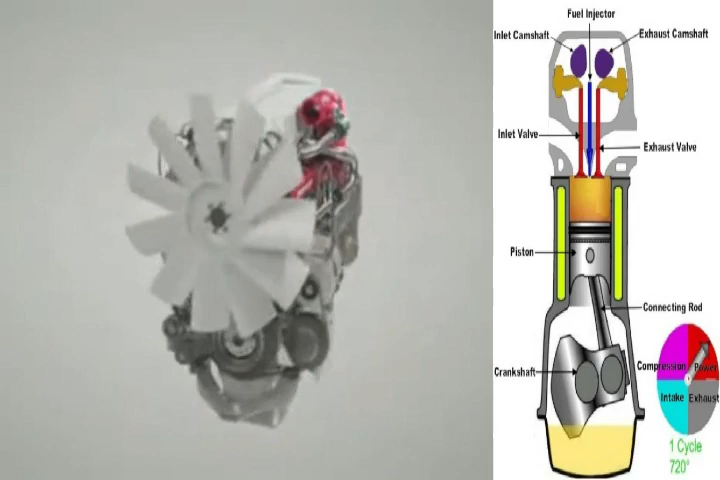 Fuel Injector
Inlet Camshaft
Exhaust Camshaft
Inlet Valve
Exhaust Valve
Piston
Connecting Rod
Crankshaft
Compression
Power
Intake
Exhaust
1 Cycle
720°